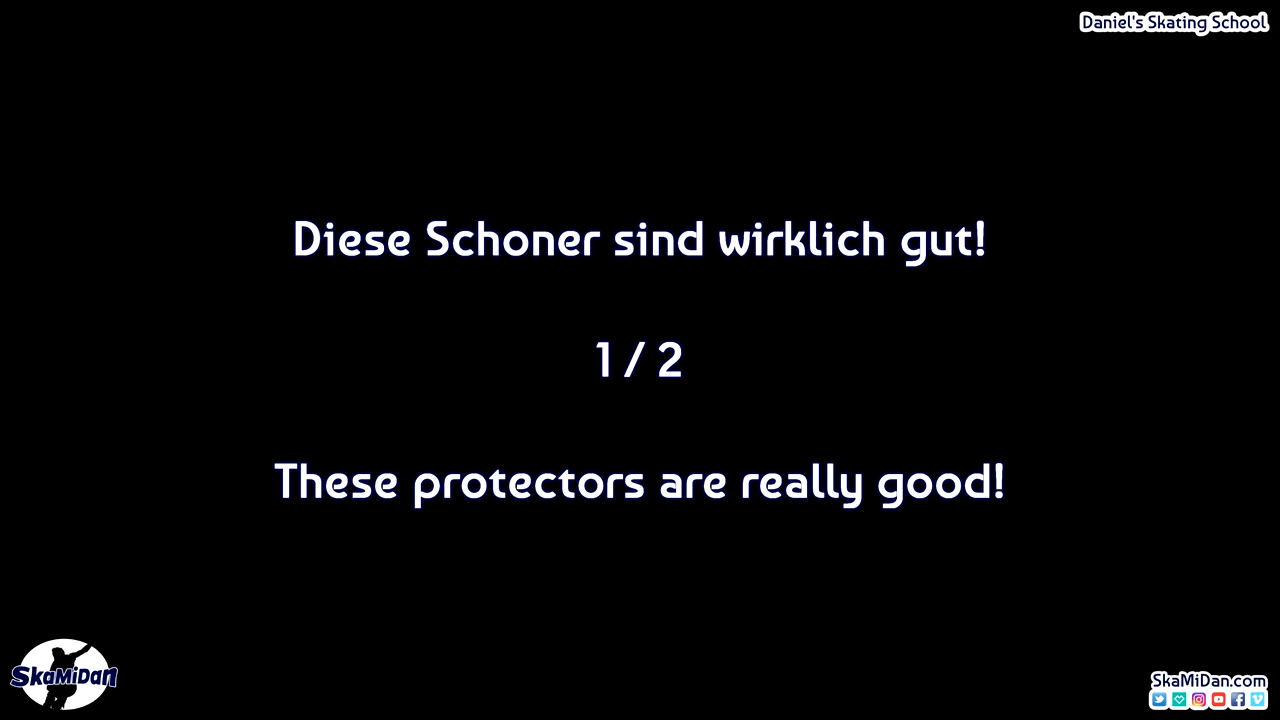 Daniel's Skating School
Diese Schoner sind wirklich gut!
1 / 2
These protectors are really good!
SkaMiDan
SkaMiDan.com